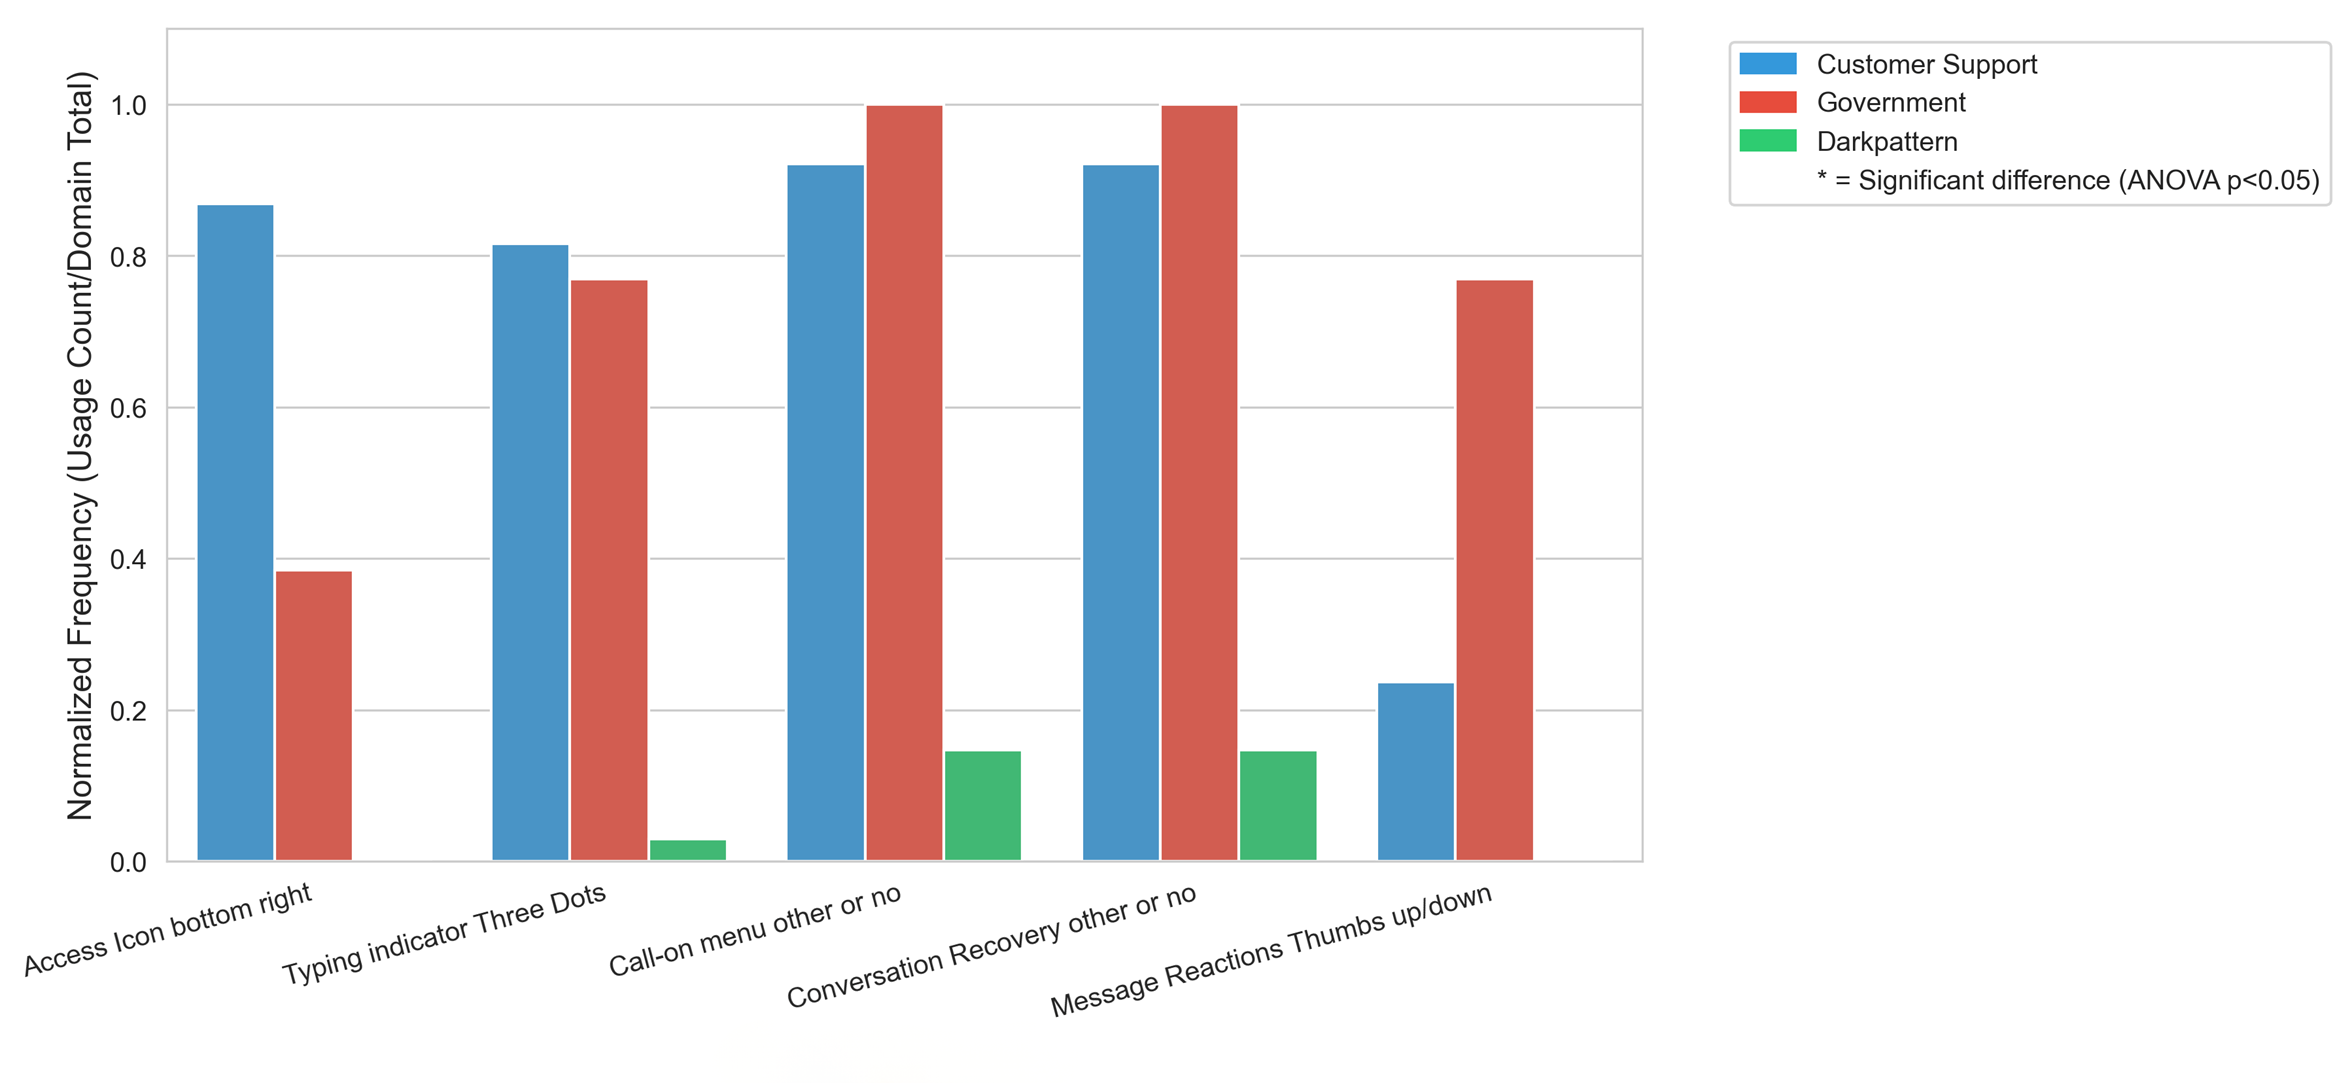 Normalized Frequency (Usage Count/Domain Total)
1.0
0.8
0.6
0.4
0.2
0.0
Access Icon bottom right
Typing indicator Three Dots
Call-on menu other or no
Conversation Recovery other or no
Message Reactions Thumbs up/down
Customer Support
Government
Darkpattern
* = Significant difference (ANOVA p<0.05)